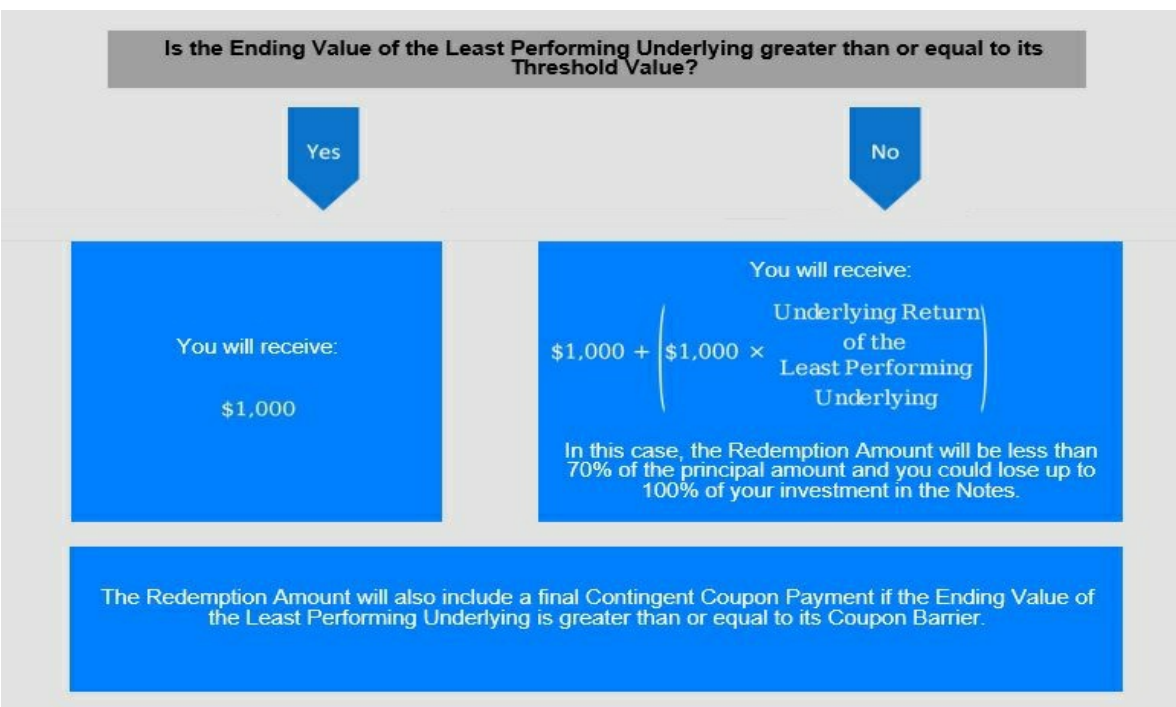 Is the Ending Value of the Least Performing Underlying greater than or equal to its
Threshold Value?
Yes
No
You will receive:
$1,000
You will receive:
$1,000 + ($1,000 × Underlying Return
of the
Least Performing
Underlying)
In this case, the Redemption Amount will be less than
70% of the principal amount and you could lose up to
100% of your investment in the Notes.
The Redemption Amount will also include a final Contingent Coupon Payment if the Ending Value of
the Least Performing Underlying is greater than or equal to its Coupon Barrier.